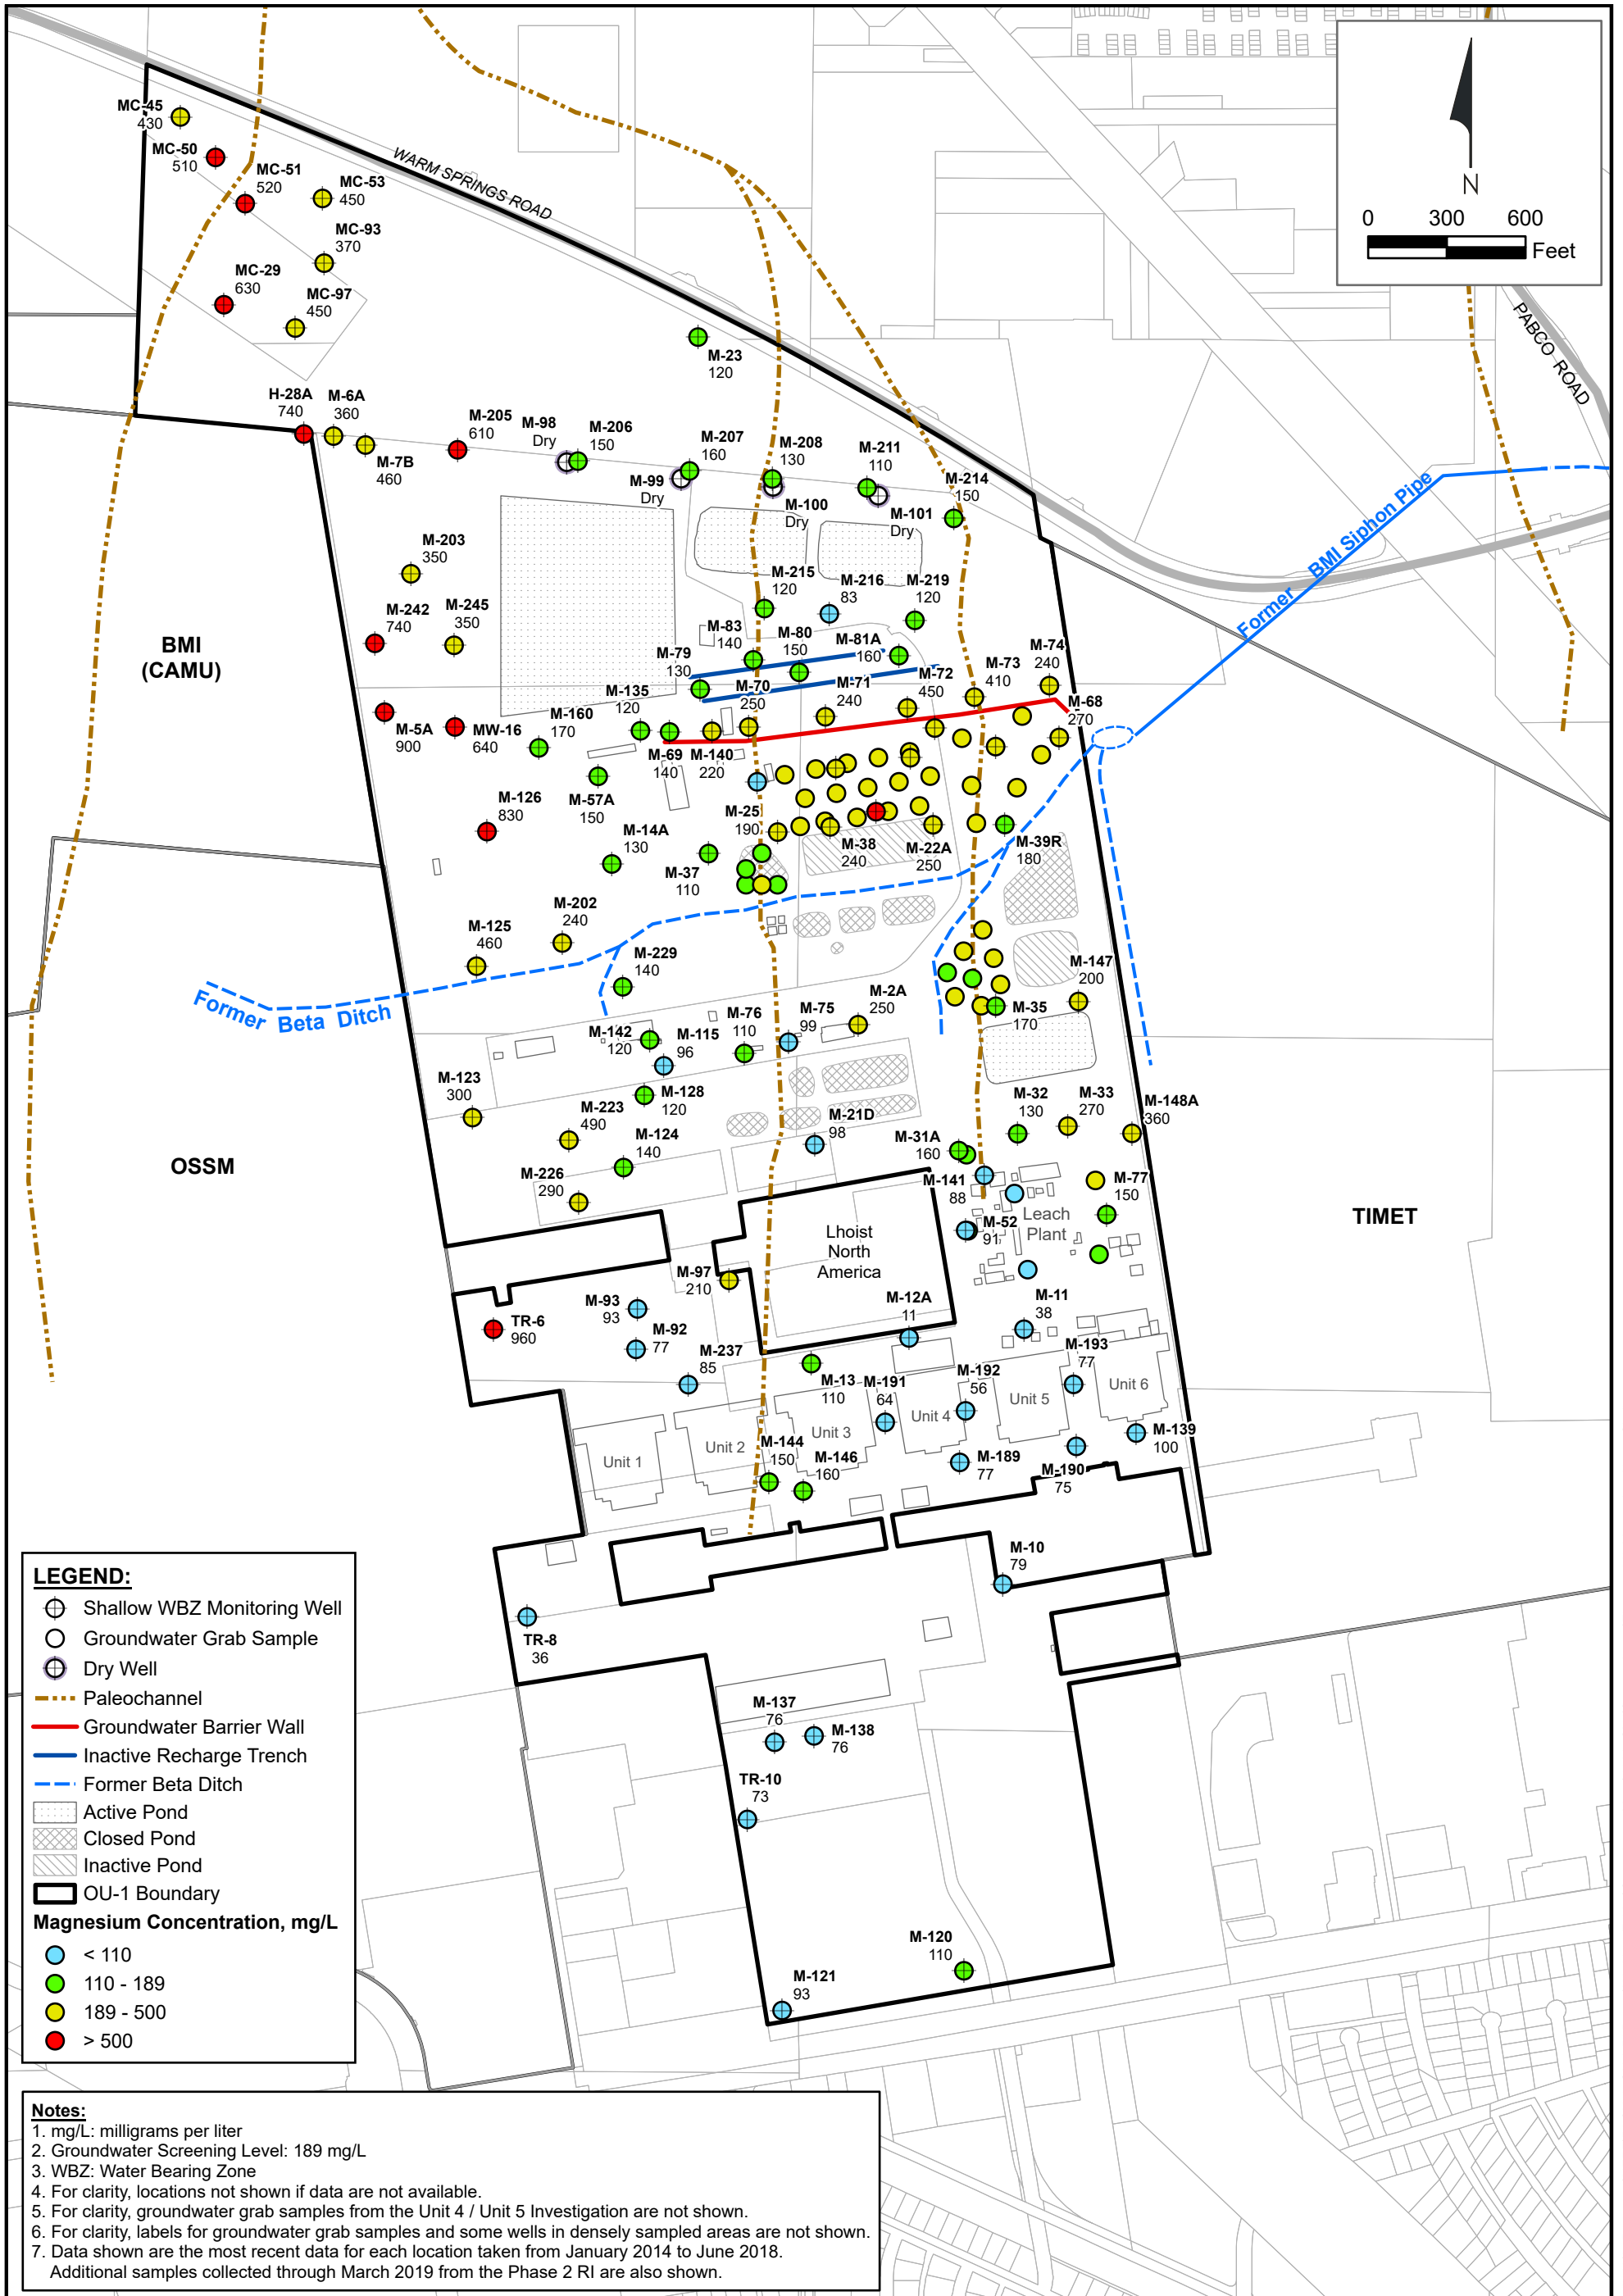 MC-45
430
MC-50
510
MC-51
520
MC-53
450
MC-93
370
MC-29
630
MC-97
450
WARM SPRINGS ROAD
N
0 300 600
Feet
PABCO ROAD
M-23
120
H-28A
740
M-6A
360
M-7B
460
M-205
610
M-98
Dry
M-206
150
M-207
160
M-99
Dry
M-208
130
M-100
Dry
M-211
110
M-101
Dry
M-214
150
Former BMI Siphon Pipe
M-203
350
M-242
740
M-245
350
M-215
120
M-216
83
M-219
120
BMI
(CAMU)
M-83
140
M-80
150
M-81A
160
M-79
130
M-74
240
M-73
410
M-72
450
M-71
240
M-70
250
M-135
120
M-68
270
M-5A
900
MW-16
640
M-160
170
M-69
140
M-140
220
M-57A
150
M-126
830
M-25
190
M-14A
130
M-37
110
M-38
240
M-22A
250
M-39R
180
M-202
240
M-125
460
M-229
140
Former Beta Ditch
M-147
200
M-35
170
M-2A
250
M-75
99
M-76
110
M-142
120
M-115
96
M-128
120
M-123
300
M-223
490
M-124
140
M-226
290
M-21D
98
M-32
130
M-33
270
M-148A
360
M-31A
160
M-141
88
M-77
150
OSSM
TIMET
Lhoist
North
America
M-52
91
Leach
Plant
M-97
210
M-93
93
M-92
77
TR-6
960
M-237
85
M-12A
11
M-11
38
M-13
110
M-191
64
M-192
56
M-193
77
Unit 1
Unit 2
Unit 3
Unit 4
Unit 5
Unit 6
M-144
150
M-146
160
M-189
77
M-190
75
M-139
100
M-10
79
TR-8
36
M-137
76
M-138
76
TR-10
73
M-120
110
M-121
93
LEGEND:
Shallow WBZ Monitoring Well
Groundwater Grab Sample
Dry Well
Paleochannel
Groundwater Barrier Wall
Inactive Recharge Trench
Former Beta Ditch
Active Pond
Closed Pond
Inactive Pond
OU-1 Boundary
Magnesium Concentration, mg/L
< 110
110 - 189
189 - 500
> 500
Notes:
1. mg/L: milligrams per liter
2. Groundwater Screening Level: 189 mg/L
3. WBZ: Water Bearing Zone
4. For clarity, locations not shown if data are not available.
5. For clarity, groundwater grab samples from the Unit 4 / Unit 5 Investigation are not shown.
6. For clarity, labels for groundwater grab samples and some wells in densely sampled areas are not shown.
7. Data shown are the most recent data for each location taken from January 2014 to June 2018.
Additional samples collected through March 2019 from the Phase 2 RI are also shown.